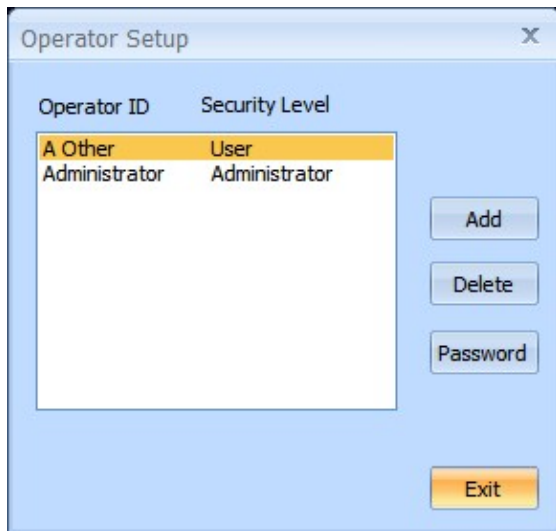 Operator Setup X
Operator ID Security Level
A Other User
Administrator Administrator
Add
Delete
Password
Exit